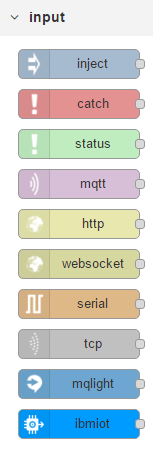 input
inject
catch
status
mqtt
http
websocket
serial
tcp
mqlight
ibmiot